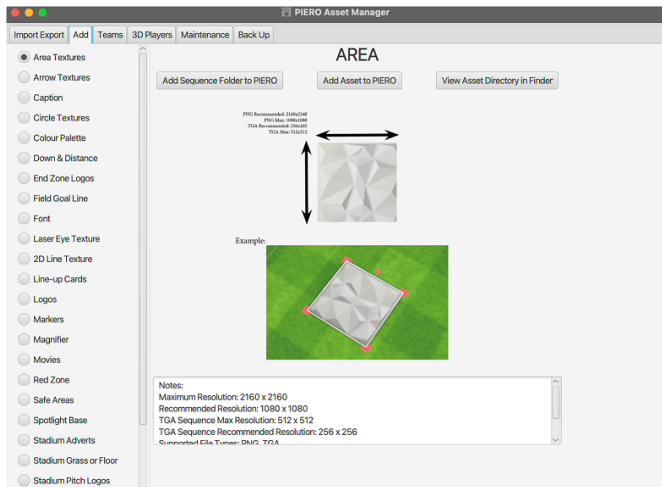 PIERO Asset Manager
Import Export Add Teams 3D Players Maintenance Back Up
Area Textures
Arrow Textures
Caption
Circle Textures
Colour Palette
Down & Distance
End Zone Logos
Field Goal Line
Font
Laser Eye Texture
2D Line Texture
Line-up Cards
Logos
Markers
Magnifier
Movies
Red Zone
Safe Areas
Spotlight Base
Stadium Adverts
Stadium Grass or Floor
Stadium Pitch Logos
AREA
Add Sequence Folder to PIERO Add Asset to PIERO View Asset Directory in Finder
PNG Recommended: 2160x2160
PNG Max: 1080x1080
TGA Recommended: 256x265
TGA Max: 512x512
Example:
Notes:
Maximum Resolution: 2160 x 2160
Recommended Resolution: 1080 x 1080
TGA Sequence Max Resolution: 512 x 512
TGA Sequence Recommended Resolution: 256 x 256
Supported File Types: PNG, TGA